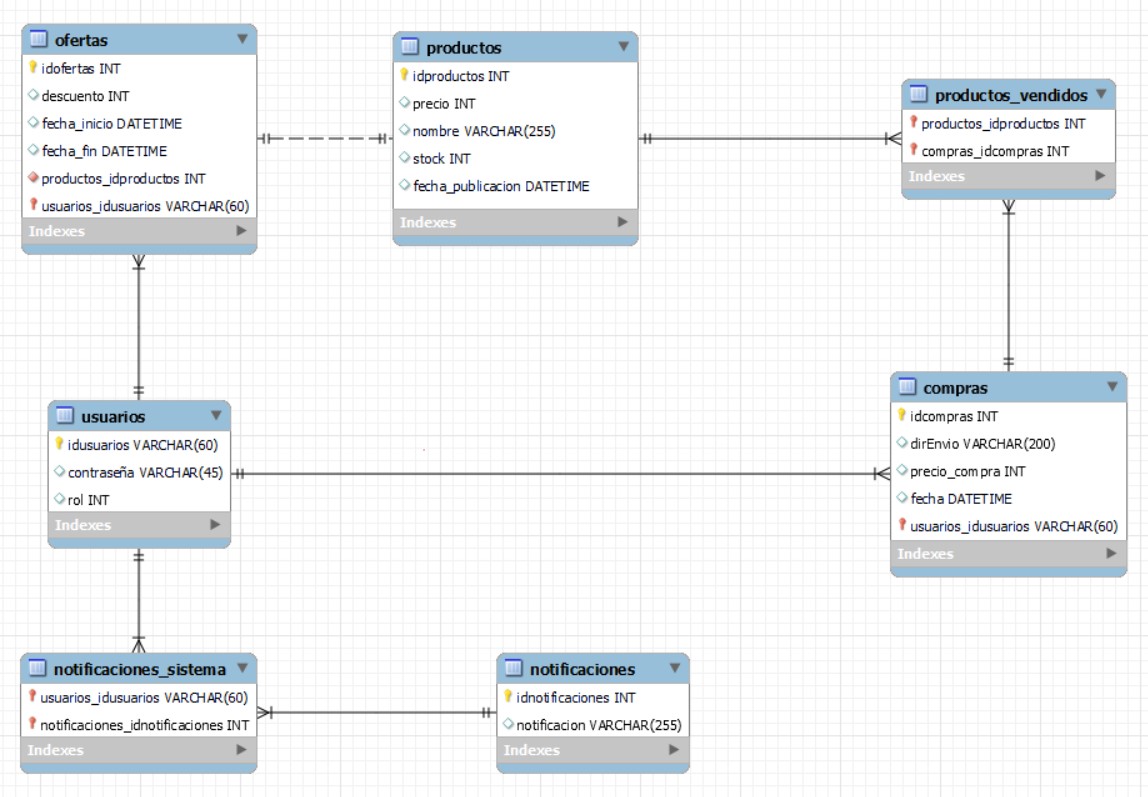 ofertas
idofertas INT
descuento INT
fecha_inicio DATETIME
fecha_fin DATETIME
productos_idproductos INT
usuarios_idusuarios VARCHAR(60)
Indexes
productos
idproductos INT
precio INT
nombre VARCHAR(255)
stock INT
fecha_publicacion DATETIME
Indexes
productos_vendidos
productos_idproductos INT
compras_idcompras INT
Indexes
usuarios
idusuarios VARCHAR(60)
contraseña VARCHAR(45)
rol INT
Indexes
compras
idcompras INT
dirEnvio VARCHAR(200)
precio_compra INT
fecha DATETIME
usuarios_idusuarios VARCHAR(60)
Indexes
notificaciones_sistema
usuarios_idusuarios VARCHAR(60)
notificaciones_idnotificaciones INT
Indexes
notificaciones
idnotificaciones INT
notificacion VARCHAR(255)
Indexes